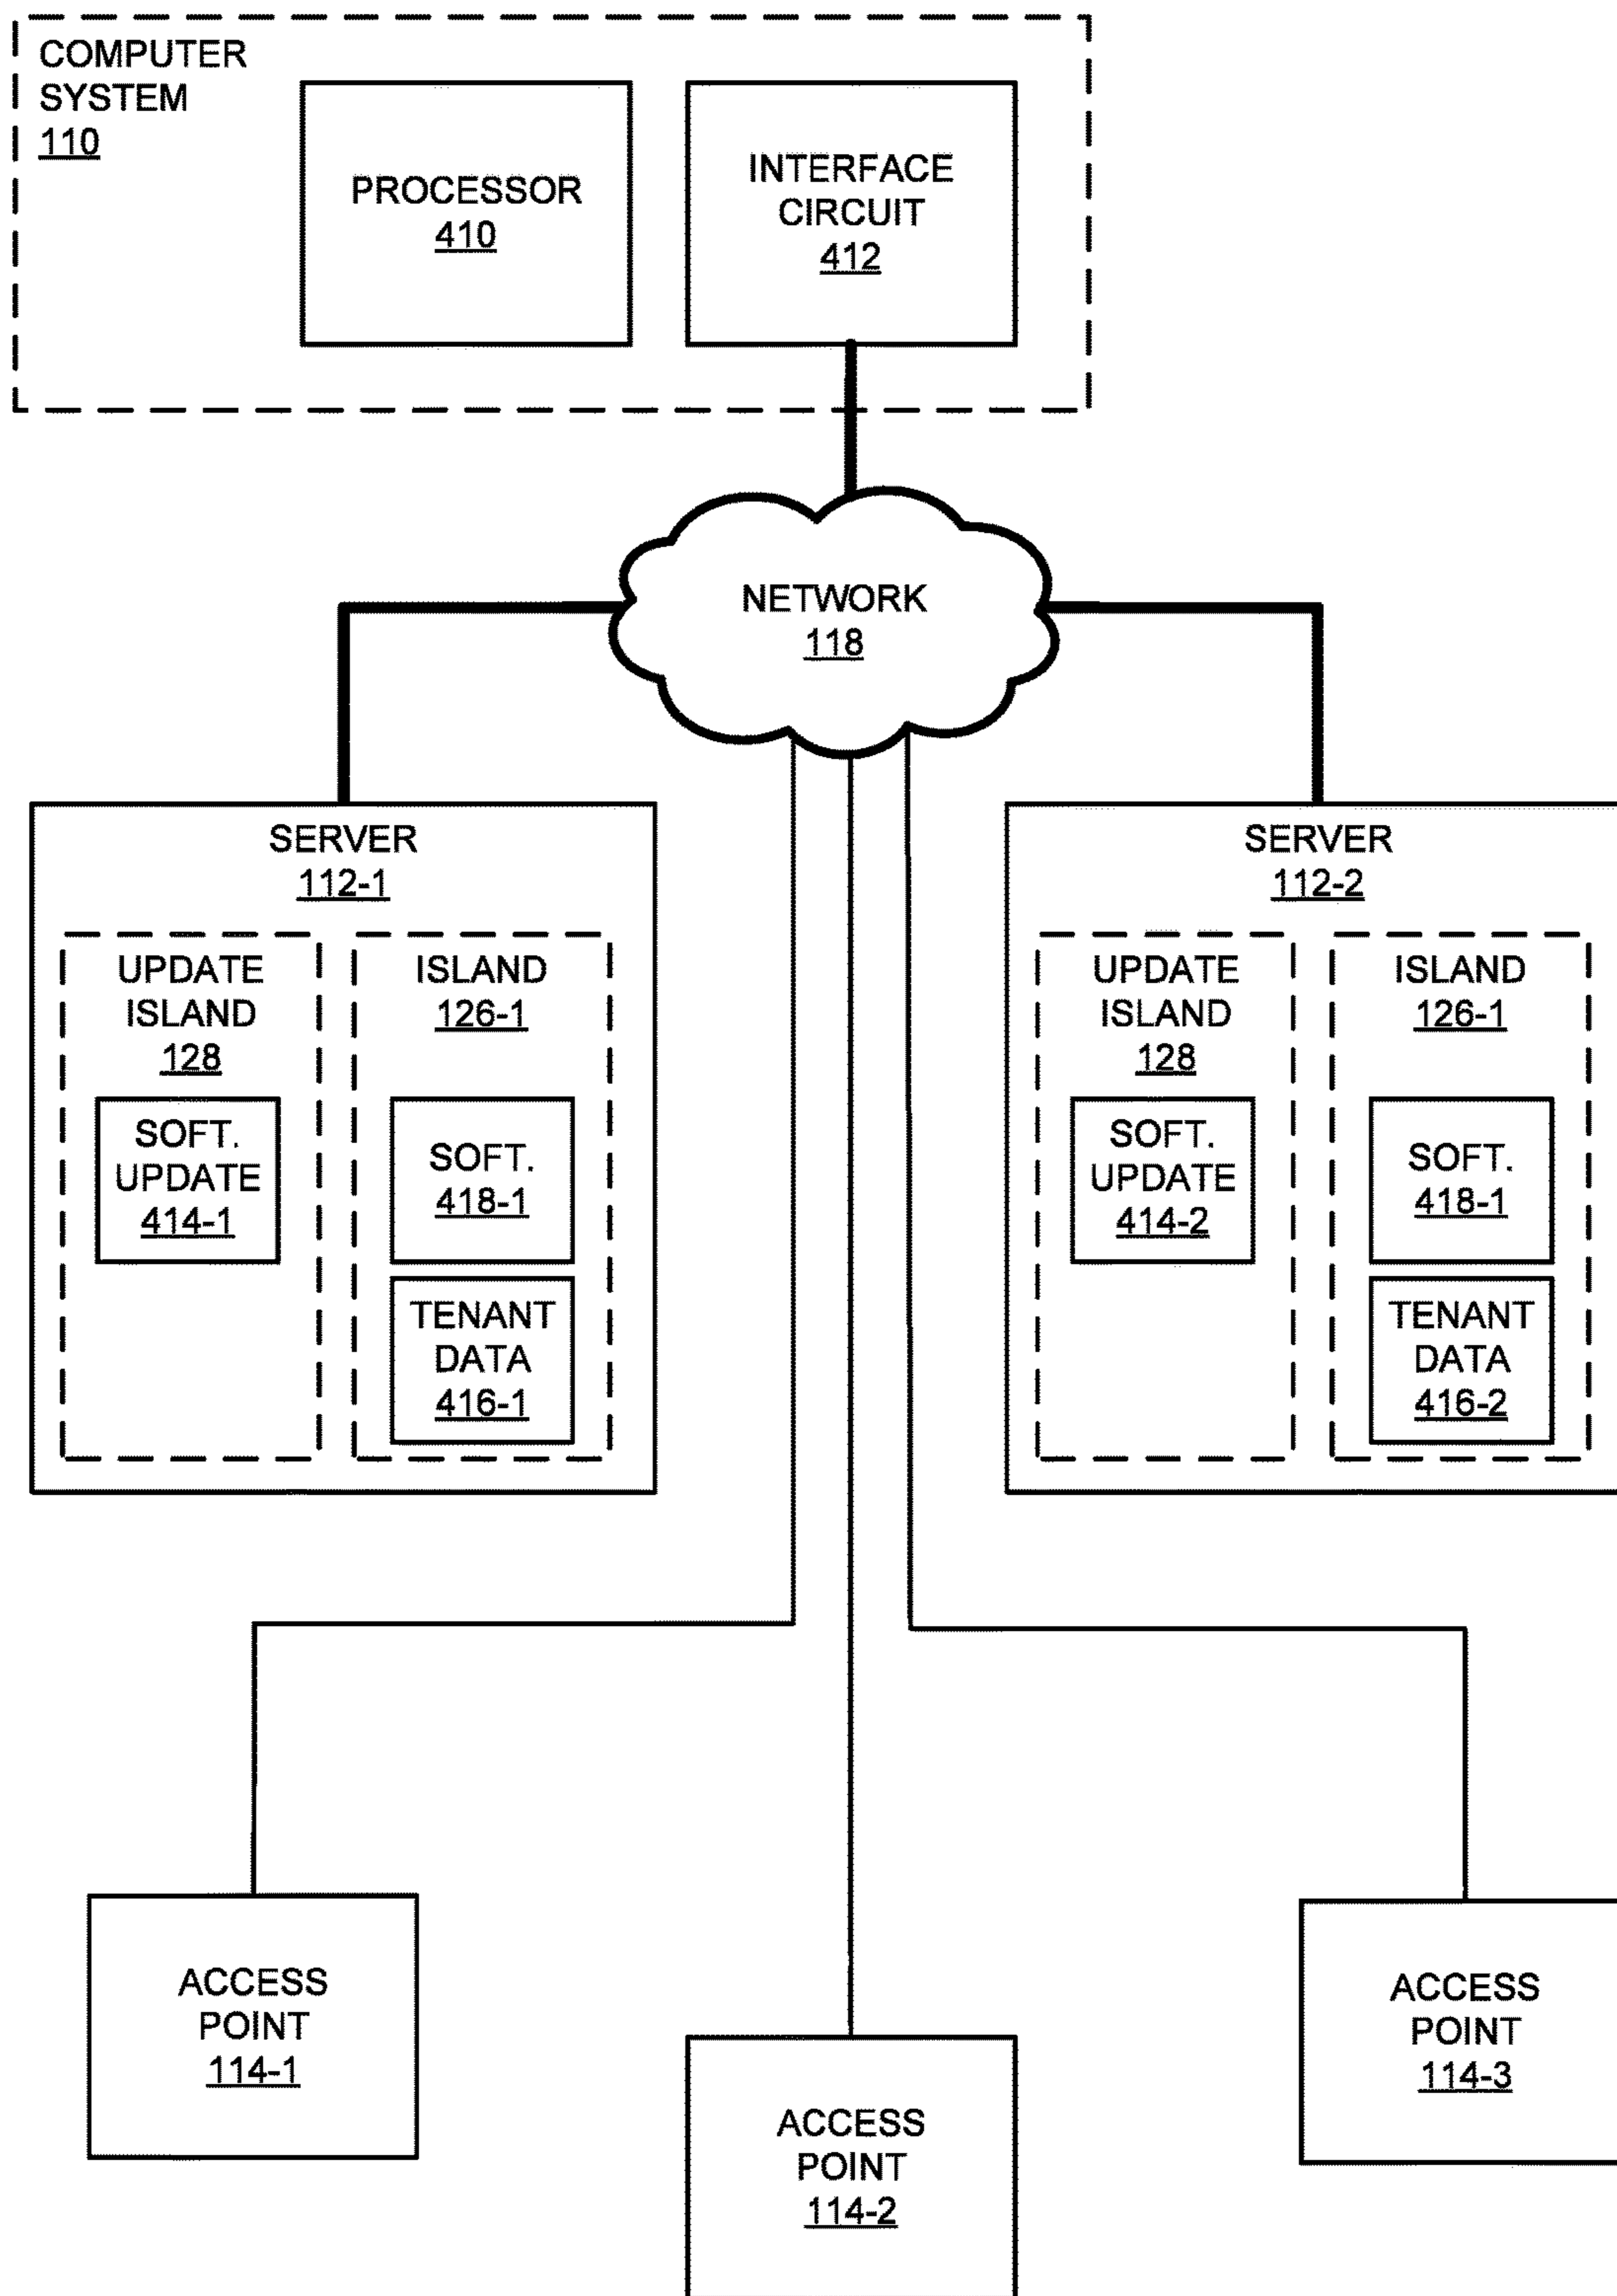 COMPUTER
SYSTEM
110
PROCESSOR
410
INTERFACE
CIRCUIT
412
NETWORK
118
SERVER
112-1
UPDATE
ISLAND
128
SOFT.
UPDATE
414-1
ISLAND
126-1
SOFT.
418-1
TENANT
DATA
416-1
SERVER
112-2
UPDATE
ISLAND
128
SOFT.
UPDATE
414-2
ISLAND
126-1
SOFT.
418-1
TENANT
DATA
416-2
ACCESS
POINT
114-1
ACCESS
POINT
114-2
ACCESS
POINT
114-3